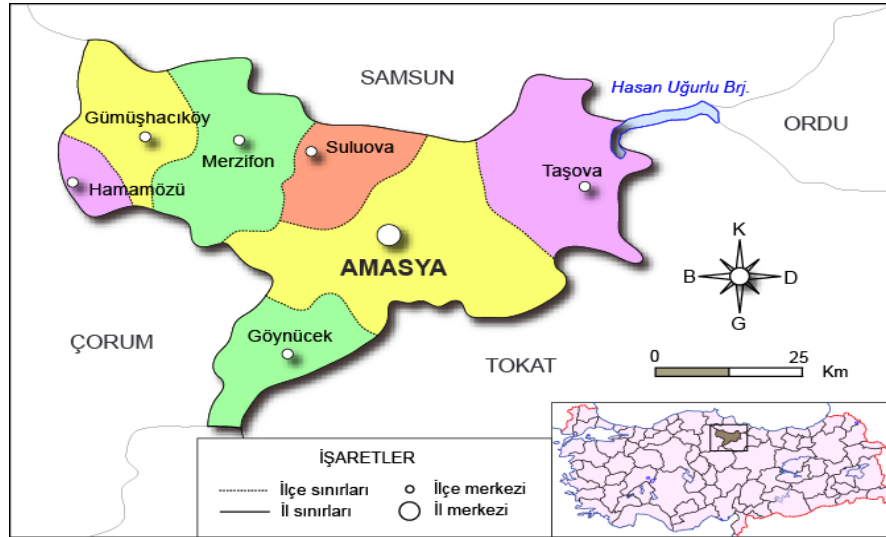 SAMSUN
Hasan Uğurlu Brj.
ORDU
Gümüşhacıköy
Merzifon
Suluova
Taşova
Hamamözü
AMASYA
K
B D
G
Göynücek
ÇORUM
TOKAT
0 25
Km
İŞARETLER
İlçe sınırları
İlçe merkezi
İl sınırları
İl merkezi